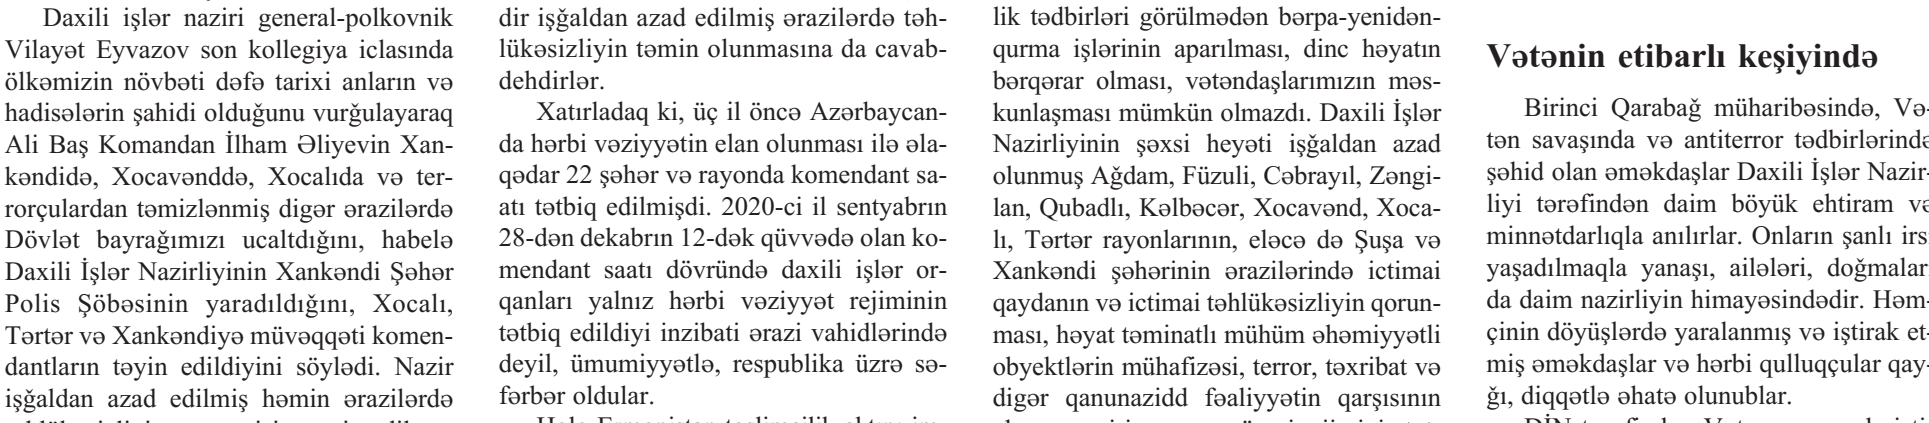 Daxili işlər naziri general-polkovnik
Vilayət Eyvazov son kollegiya iclasında
ölkəmizin növbəti dəfə tarixi anların və
hadisələrin şahidi olduğunu vurğulayaraq
Ali Baş Komandan İlham Əliyevin Xan-
kəndidə, Xocavənddə, Xocalıda və ter-
rorçulardan təmizlənmiş digər ərazilərdə
Dövlət bayrağımızı ucaltdığını, habelə
Daxili İşlər Nazirliyinin Xankəndi Şəhər
Polis Şöbəsinin yaradıldığını, Xocalı,
Tərtər və Xankəndiyə müvəqqəti komen-
dantların təyin edildiyini söylədi. Nazir
işğaldan azad edilmiş həmin ərazilərdə
dir işğaldan azad edilmiş ərazilərdə təh-
lükəsizliyin təmin olunmasına da cavab-
dehdirlər.
Xatırladaq ki, üç il öncə Azərbaycan-
da hərbi vəziyyətin elan olunması ilə əla-
qədar 22 şəhər və rayonda komendant sa-
atı tətbiq edilmişdi. 2020-ci il sentyabrın
28-dən dekabrın 12-dək qüvvədə olan ko-
mendant saatı dövründə daxili işlər or-
qanları yalnız hərbi vəziyyət rejiminin
tətbiq edildiyi inzibati ərazi vahidlərində
deyil, ümumiyyətlə, respublika üzrə sə-
fərbər oldular.
lik tədbirləri görülmədən bərpa-yenidən-
qurma işlərinin aparılması, dinc həyatın
bərqərar olması, vətəndaşlarımızın məs-
kunlaşması mümkün olmazdı. Daxili İşlər
Nazirliyinin şəxsi heyəti işğaldan azad
olunmuş Ağdam, Füzuli, Cəbrayıl, Zəngi-
lan, Qubadlı, Kəlbəcər, Xocavənd, Xoca-
lı, Tərtər rayonlarının, eləcə də Şuşa və
Xankəndi şəhərinin ərazilərində ictimai
qaydanın və ictimai təhlükəsizliyin qorun-
ması, həyat təminatlı mühüm əhəmiyyətli
obyektlərin mühafizəsi, terror, təxribat və
digər qanunazidd fəaliyyətin qarşısının
Vətənin etibarlı keşiyində
Birinci Qarabağ müharibəsində, Və-
tən savaşında və antiterror tədbirlərində
şəhid olan əməkdaşlar Daxili İşlər Nazir-
liyi tərəfindən daim böyük ehtiram və
minnətdarlıqla anılırlar. Onların şanlı irsi
yaşadılmaqla yanaşı, ailələri, doğmaları
da daim nazirliyin himayəsindədir. Həm-
çinin döyüşlərdə yaralanmış və iştirak et-
miş əməkdaşlar və hərbi qulluqçular qay-
ğı, diqqətlə əhatə olunublar.